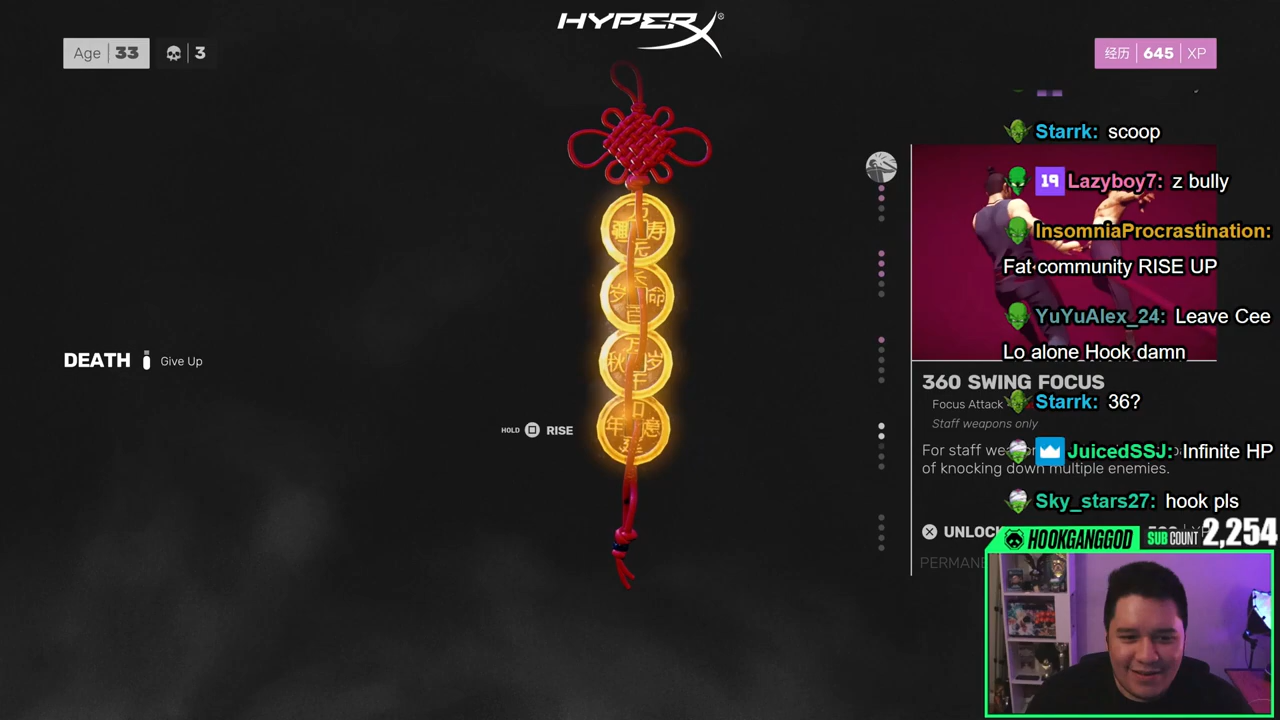 HYPERX
Age 33
3
经历 645 XP
Starrk: scoop
19 Lazyboy7: z bully
InsomniaProcrastination:
Fat community RISE UP
YuYuAlex_24: Leave Cee
Lo alone Hook damn
DEATH Give Up
360 SWING FOCUS
Focus Attack
Starrk: 36?
Staff weapons only
HOLD RISE
For staff
JuicedSSJ: Infinite HP
of knocking down multiple enemies.
Sky_stars27: hook pls
UNLOCK
XP
HOOKGANGGOD SUB COUNT 2,254